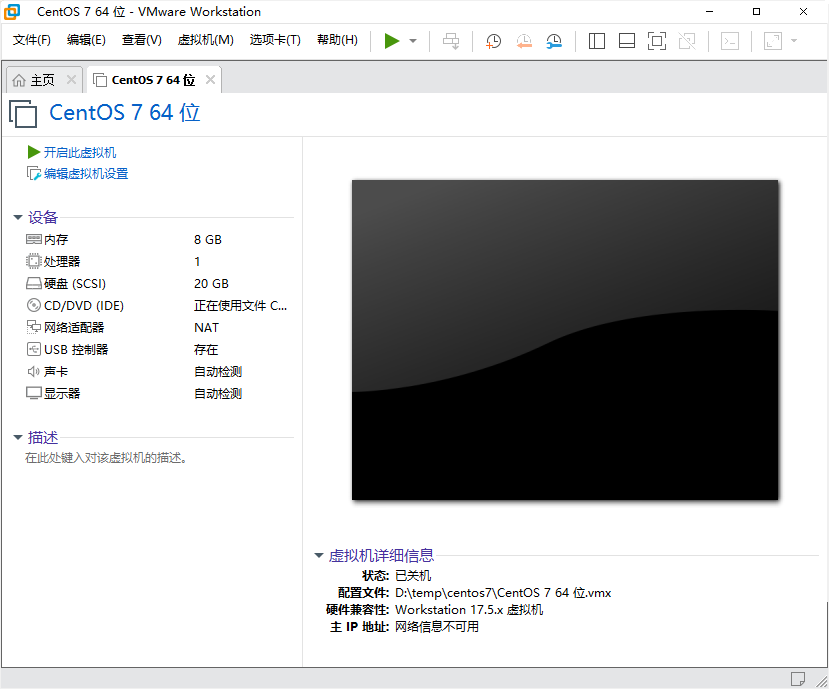 CentOS 7 64 位 - VMware Workstation
文件(F) 编辑(E) 查看(V) 虚拟机(M) 选项卡(T) 帮助(H)
主页 CentOS 7 64 位
CentOS 7 64 位
开启此虚拟机
编辑虚拟机设置
设备
内存 8 GB
处理器 1
硬盘 (SCSI) 20 GB
CD/DVD (IDE) 正在使用文件 C...
网络适配器 NAT
USB 控制器 存在
声卡 自动检测
显示器 自动检测
描述
在此处键入对该虚拟机的描述。
虚拟机详细信息
状态: 已关机
配置文件: D:\temp\centos7\CentOS 7 64 位.vmx
硬件兼容性: Workstation 17.5.x 虚拟机
主 IP 地址: 网络信息不可用